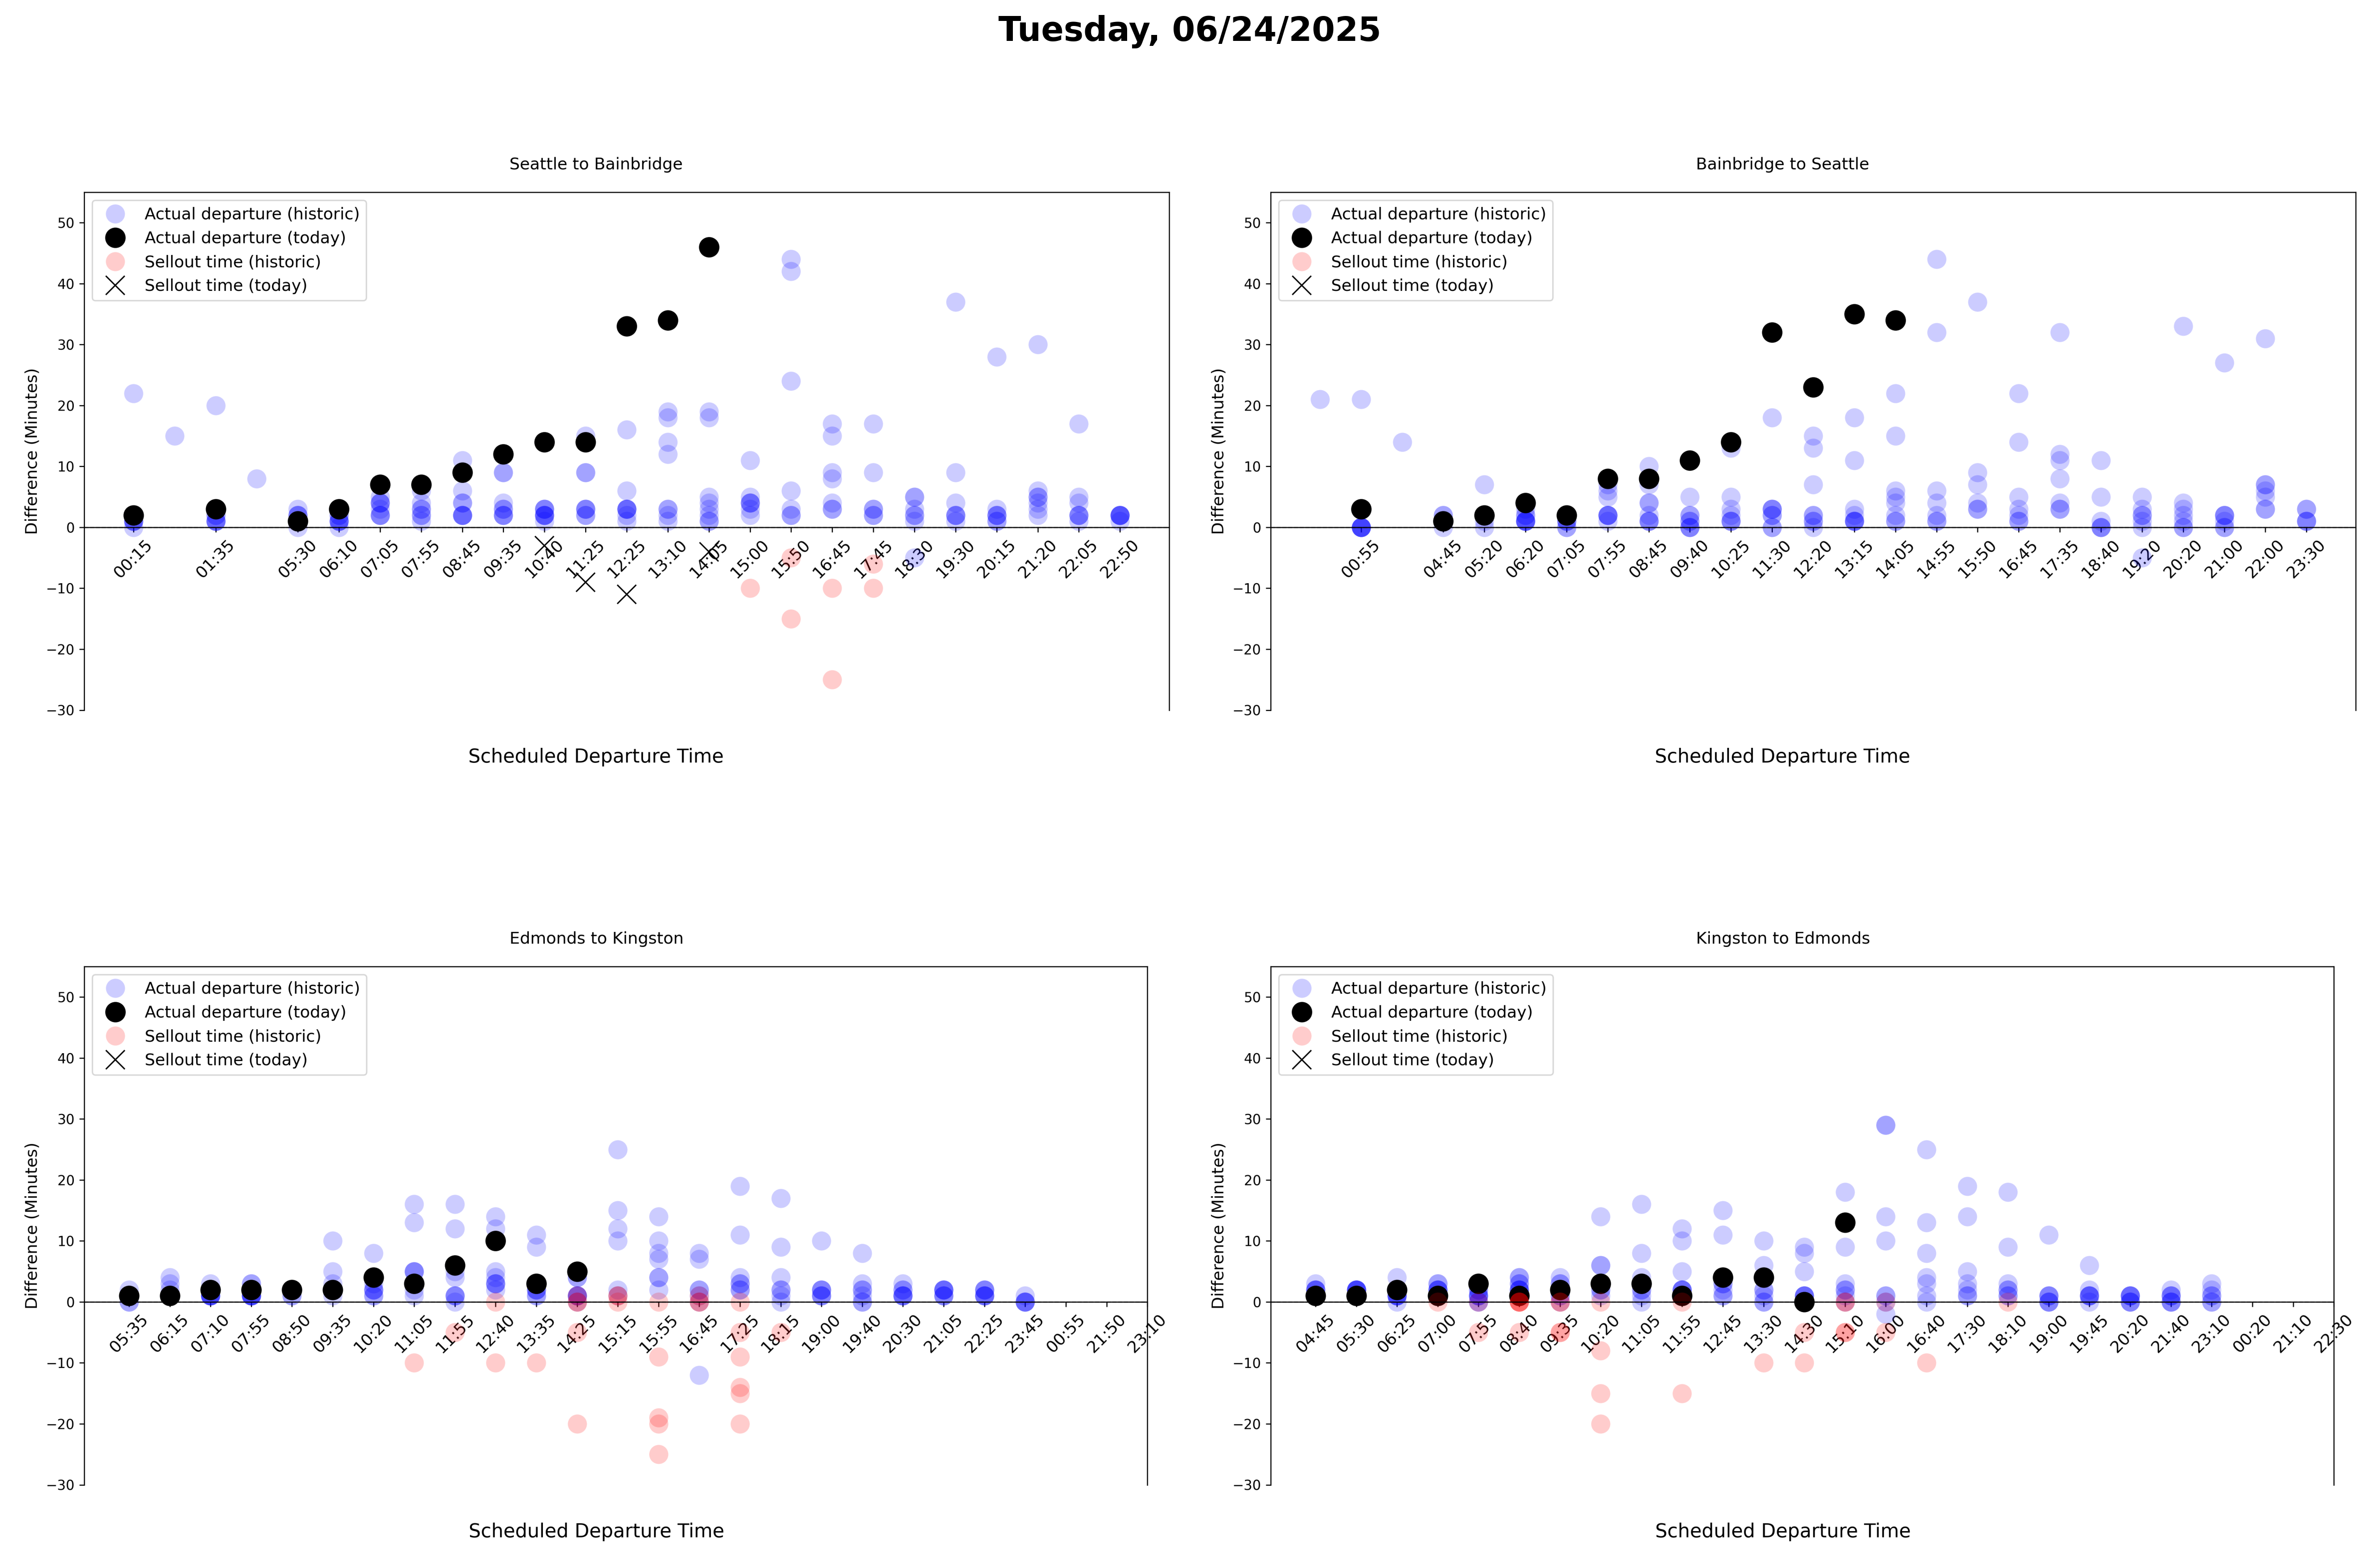 Tuesday, 06/24/2025
Seattle to Bainbridge
Actual departure (historic)
Actual departure (today)
Sellout time (historic)
Sellout time (today)
Difference (Minutes)
50
40
30
20
10
0
−10
−20
−30
00:15 01:35 05:30 06:10 07:05 07:55 08:45 09:35 10:40 11:25 12:25 13:10 14:05 15:00 15:50 16:45 17:45 18:30 19:30 20:15 21:20 22:05 22:50
Scheduled Departure Time
Bainbridge to Seattle
Actual departure (historic)
Actual departure (today)
Sellout time (historic)
Sellout time (today)
Difference (Minutes)
50
40
30
20
10
0
−10
−20
−30
00:55 04:45 05:20 06:20 07:05 07:55 08:45 09:40 10:25 11:30 12:20 13:15 14:05 14:55 15:50 16:45 17:35 18:40 19:20 20:20 21:00 22:00 23:30
Scheduled Departure Time
Edmonds to Kingston
Actual departure (historic)
Actual departure (today)
Sellout time (historic)
Sellout time (today)
Difference (Minutes)
50
40
30
20
10
0
−10
−20
−30
05:35 06:15 07:10 07:55 08:50 09:35 10:20 11:05 11:55 12:40 13:35 14:25 15:15 15:55 16:45 17:25 18:15 19:00 19:40 20:30 21:05 22:25 23:45 00:55 21:50 23:10
Scheduled Departure Time
Kingston to Edmonds
Actual departure (historic)
Actual departure (today)
Sellout time (historic)
Sellout time (today)
Difference (Minutes)
50
40
30
20
10
0
−10
−20
−30
04:45 05:30 06:25 07:00 07:55 08:40 09:35 10:20 11:05 11:55 12:45 13:30 14:30 15:10 16:00 16:40 17:30 18:10 19:00 19:45 20:20 21:40 23:10 00:20 21:10 22:30
Scheduled Departure Time